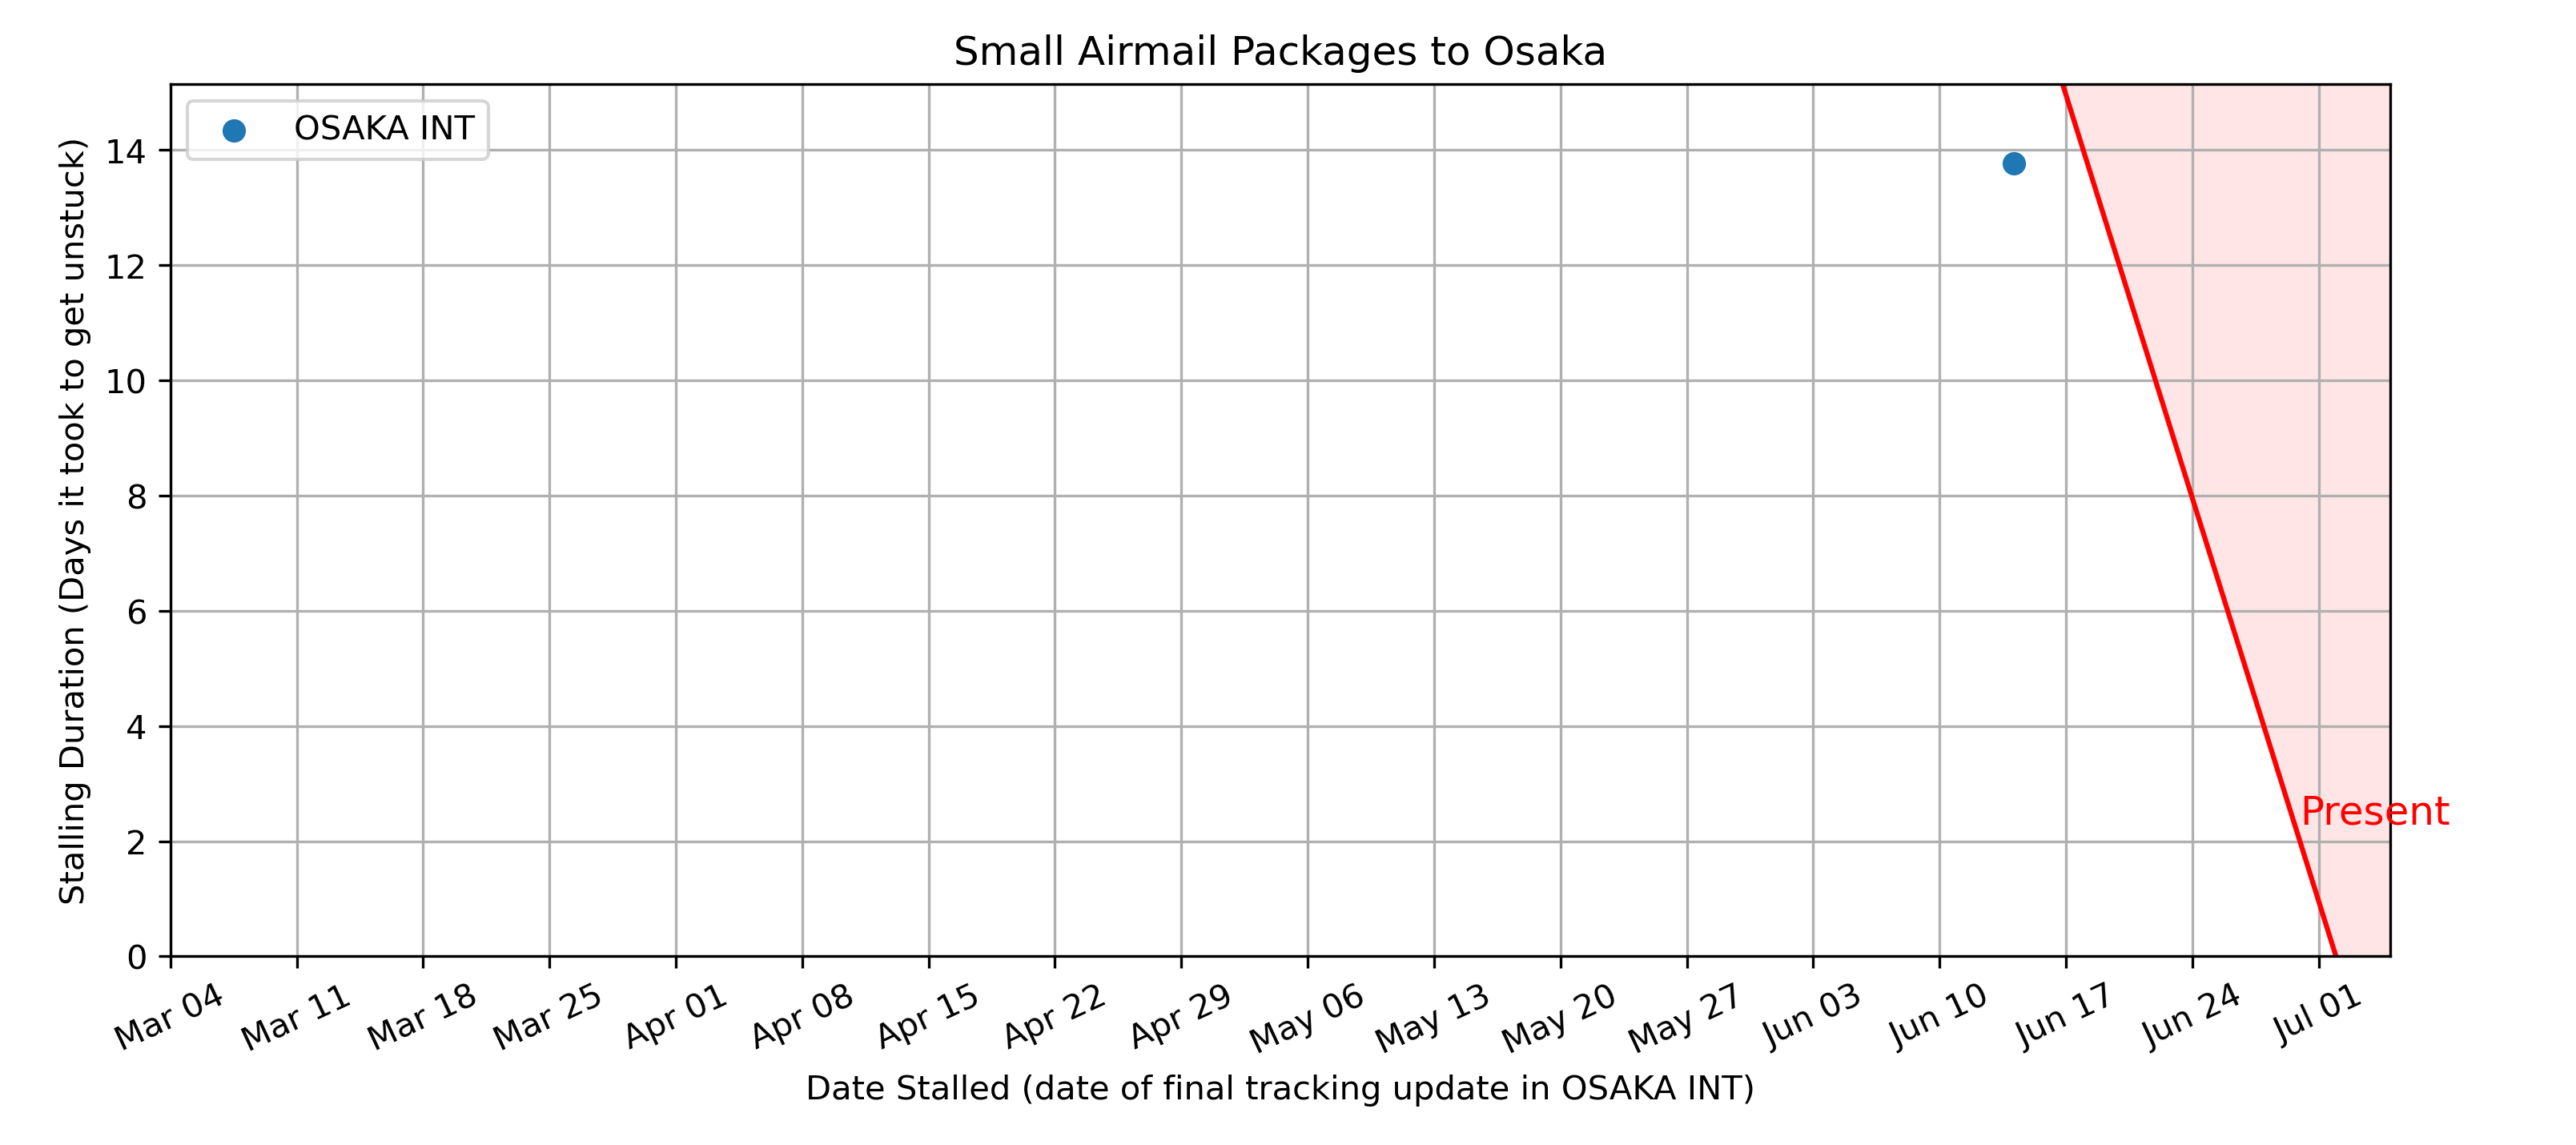 Small Airmail Packages to Osaka
OSAKA INT
Stalling Duration (Days it took to get unstuck)
14
12
10
8
6
4
2
0
Present
Mar 04 Mar 11 Mar 18 Mar 25 Apr 01 Apr 08 Apr 15 Apr 22 Apr 29 May 06 May 13 May 20 May 27 Jun 03 Jun 10 Jun 17 Jun 24 Jul 01
Date Stalled (date of final tracking update in OSAKA INT)